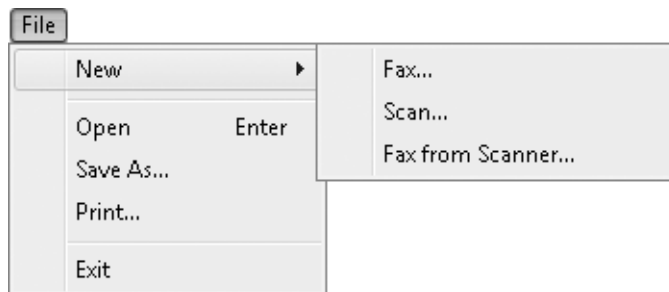 File
New
Fax...
Scan...
Fax from Scanner...
Open Enter
Save As...
Print...
Exit